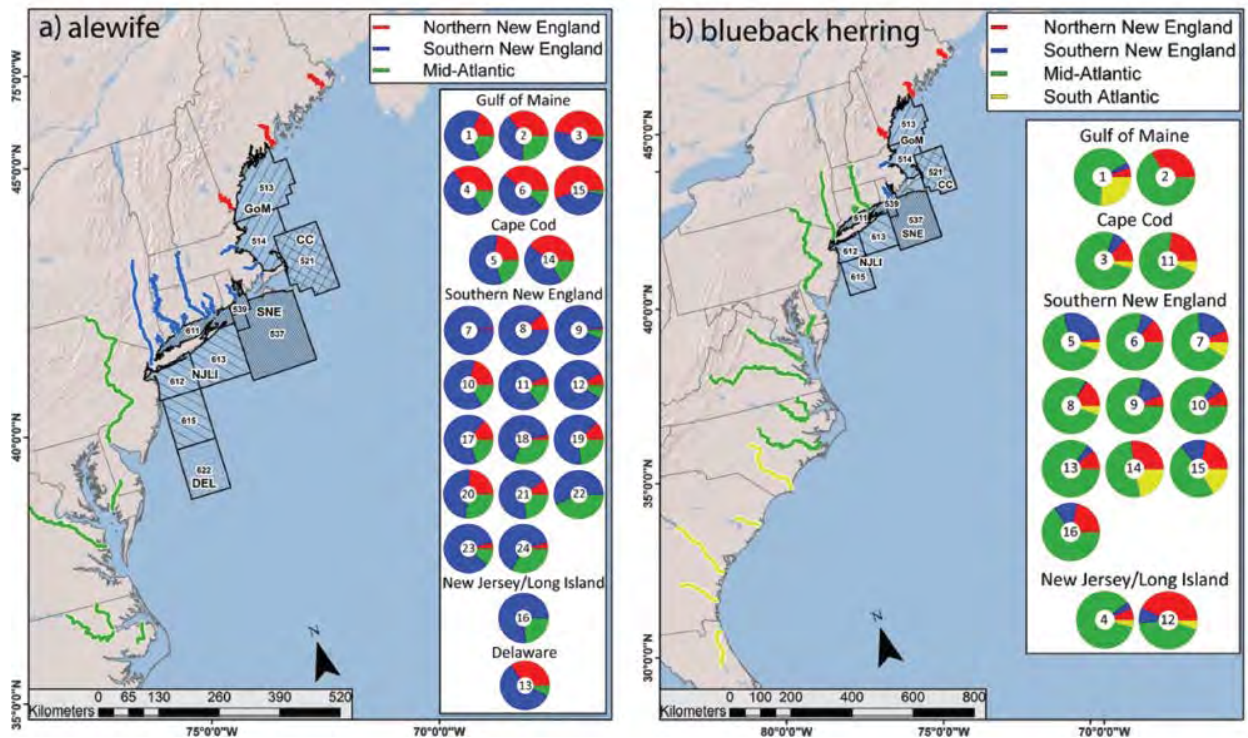 a) alewife
Northern New England
Southern New England
Mid-Atlantic
Gulf of Maine
1 2 3
4 6 15
Cape Cod
5 14
Southern New England
7 8 9
10 11 12
17 18 19
20 21 22
23 24
New Jersey/Long Island
16
Delaware
13
513
GoM
514
CC
521
SNE
539
537
611
613
NJLI
612
615
622
DEL
N
0 65 130 260 390 520
Kilometers
75°0'0"W 70°0'0"W
75°0'0"N
45°0'0"N
40°0'0"N
35°0'0"N
b) blueback herring
Northern New England
Southern New England
Mid-Atlantic
South Atlantic
Gulf of Maine
1 2
Cape Cod
3 11
Southern New England
5 6 7
8 9 10
13 14 15
16
New Jersey/Long Island
4 12
513
GoM
514
521
CC
539
537
SNE
611
613
612
NJLI
615
N
0 100 200 400 600 800
Kilometers
80°0'0"W 75°0'0"W 70°0'0"W
45°0'0"N
40°0'0"N
35°0'0"N
30°0'0"N